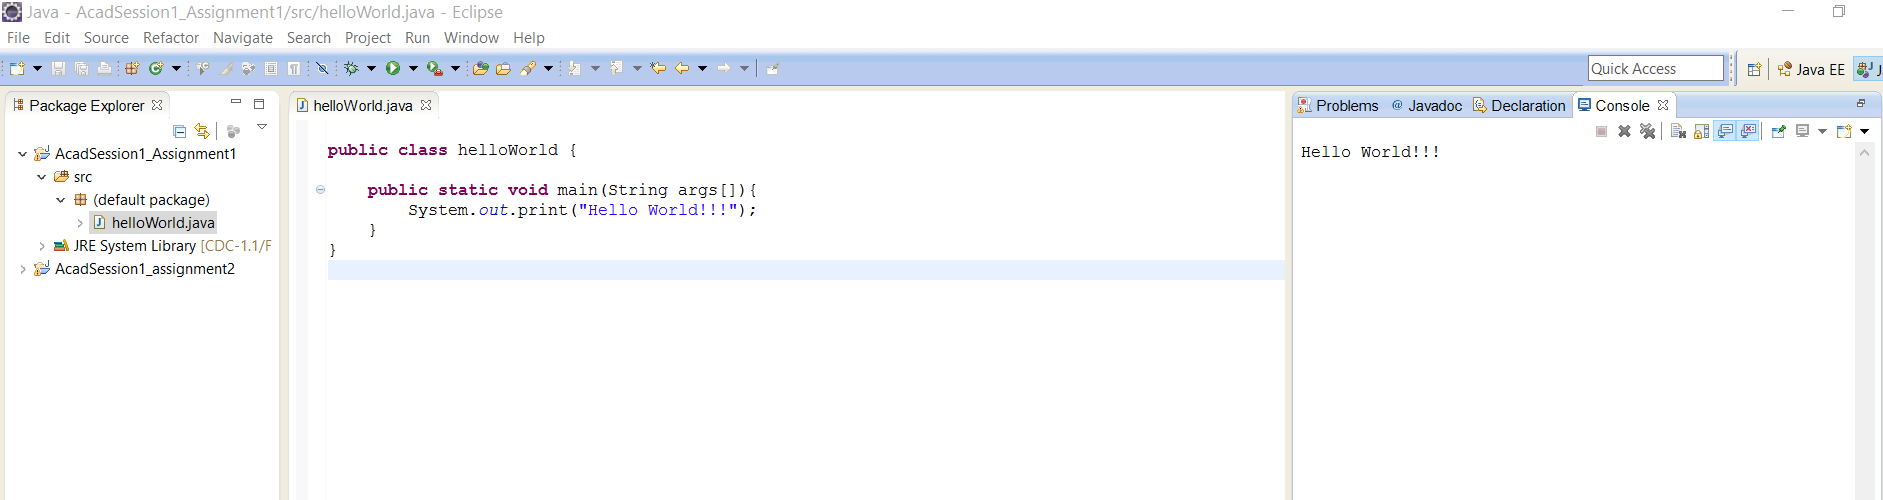 Java - AcadSession1_Assignment1/src/helloWorld.java - Eclipse
File Edit Source Refactor Navigate Search Project Run Window Help
Quick Access
Java EE
J
Package Explorer
AcadSession1_Assignment1
src
(default package)
helloWorld.java
JRE System Library [CDC-1.1/F
AcadSession1_assignment2
helloWorld.java
public class helloWorld {
public static void main(String args[]){
System.out.print("Hello World!!!");
}
}
Problems @ Javadoc Declaration Console
Hello World!!!